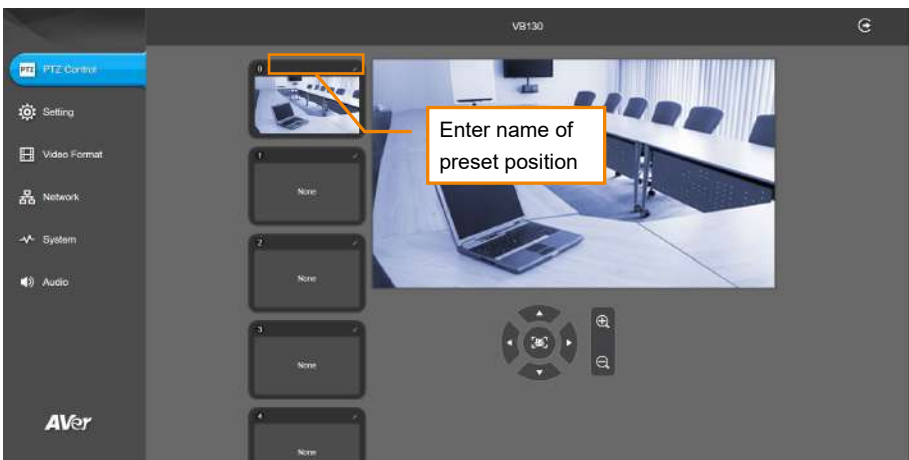 VB130
PTZ PTZ Control
Setting
Video Format
Network
System
Audio
AVer
0
1
None
2
None
3
None
4
None
Enter name of
preset position